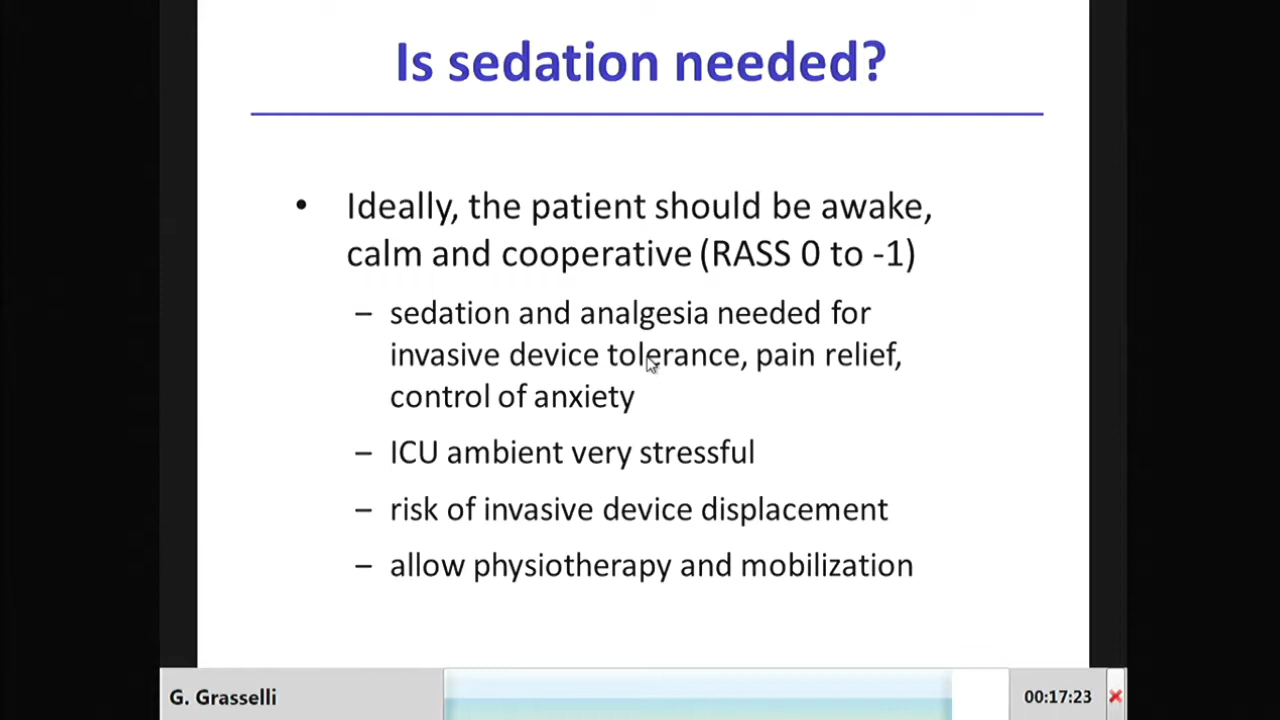 Is sedation needed?
• Ideally, the patient should be awake,
calm and cooperative (RASS 0 to -1)
– sedation and analgesia needed for
invasive device tolerance, pain relief,
control of anxiety
– ICU ambient very stressful
– risk of invasive device displacement
– allow physiotherapy and mobilization
G. Grasselli
00:17:23